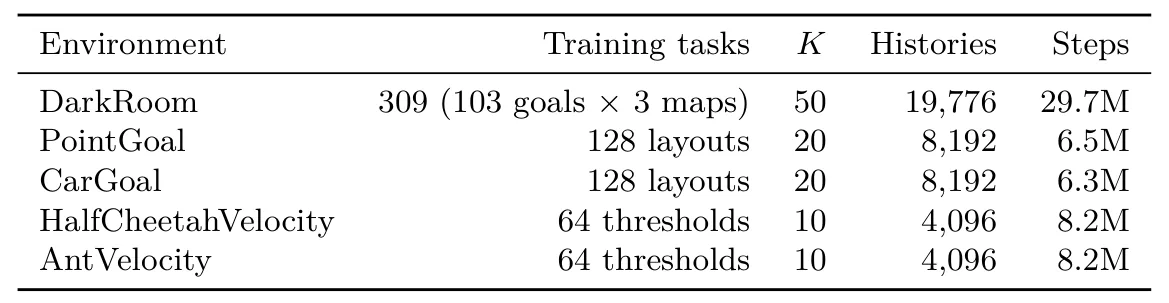 Environment Training tasks K Histories Steps
DarkRoom 309 (103 goals × 3 maps) 50 19,776 29.7M
PointGoal 128 layouts 20 8,192 6.5M
CarGoal 128 layouts 20 8,192 6.3M
HalfCheetahVelocity 64 thresholds 10 4,096 8.2M
AntVelocity 64 thresholds 10 4,096 8.2M